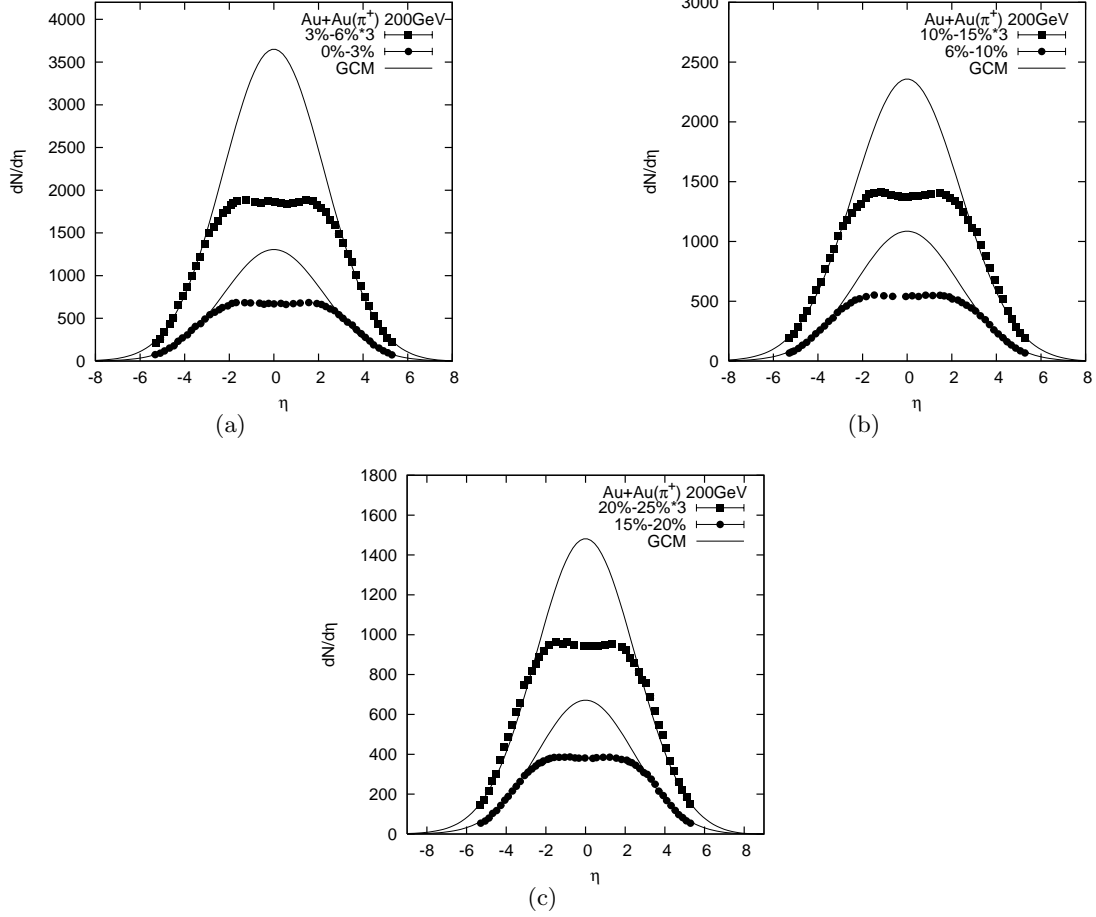 Au+Au(π+) 200GeV
3%-6%*3
0%-3%
GCM
4000
3500
3000
2500
2000
1500
1000
500
0
dN/dη
-8 -6 -4 -2 0 2 4 6 8
η
(a)
3000
Au+Au(π+) 200GeV
10%-15%*3
6%-10%
GCM
2500
2000
1500
1000
500
0
dN/dη
-8 -6 -4 -2 0 2 4 6 8
η
(b)
1800
Au+Au(π+) 200GeV
20%-25%*3
15%-20%
GCM
1600
1400
1200
1000
800
600
400
200
0
dN/dη
-8 -6 -4 -2 0 2 4 6 8
η
(c)